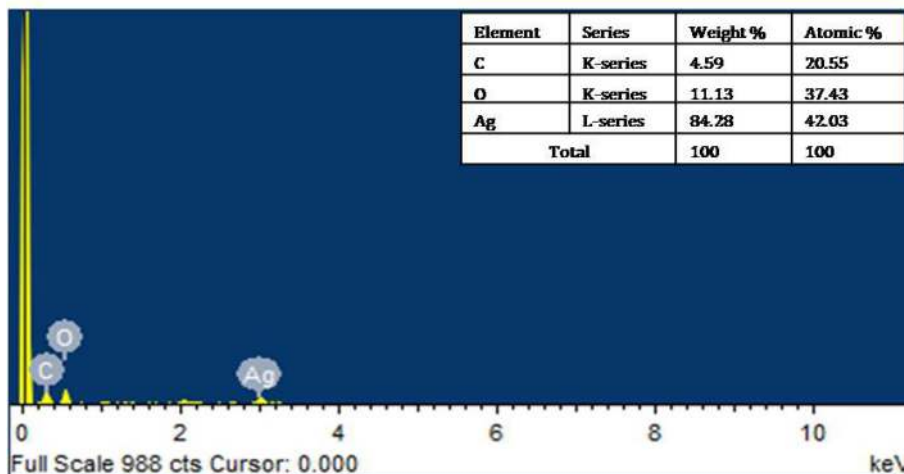 Element Series Weight % Atomic %
C K-series 4.59 20.55
O K-series 11.13 37.43
Ag L-series 84.28 42.03
Total 100 100
O
C
Ag
0 2 4 6 8 10
Full Scale 988 cts Cursor: 0.000 keV